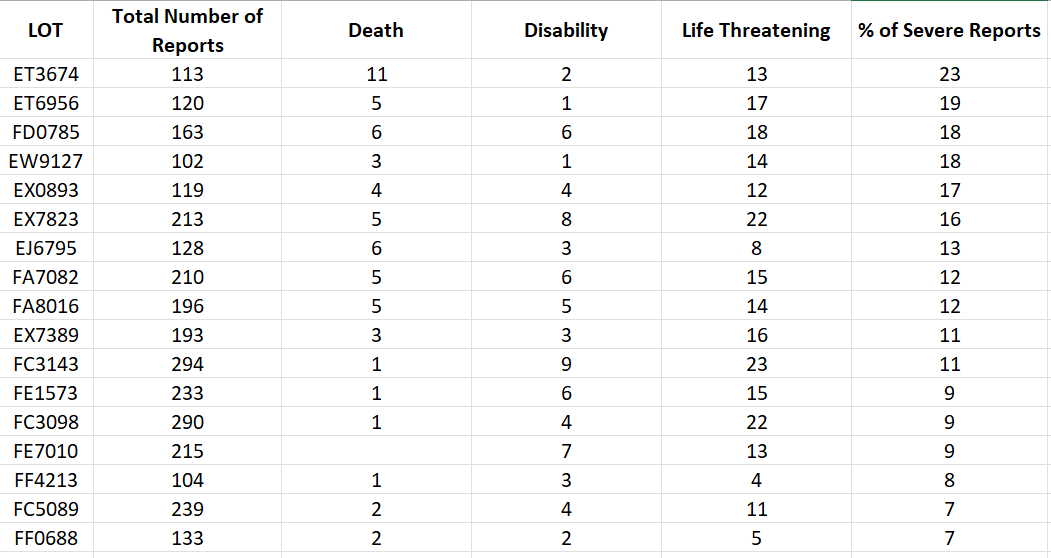 LOT Total Number of Reports Death Disability Life Threatening % of Severe Reports
ET3674 113 11 2 13 23
ET6956 120 5 1 17 19
FD0785 163 6 6 18 18
EW9127 102 3 1 14 18
EX0893 119 4 4 12 17
EX7823 213 5 8 22 16
EJ6795 128 6 3 8 13
FA7082 210 5 6 15 12
FA8016 196 5 5 14 12
EX7389 193 3 3 16 11
FC3143 294 1 9 23 11
FE1573 233 1 6 15 9
FC3098 290 1 4 22 9
FE7010 215 7 13 9
FF4213 104 1 3 4 8
FC5089 239 2 4 11 7
FF0688 133 2 2 5 7